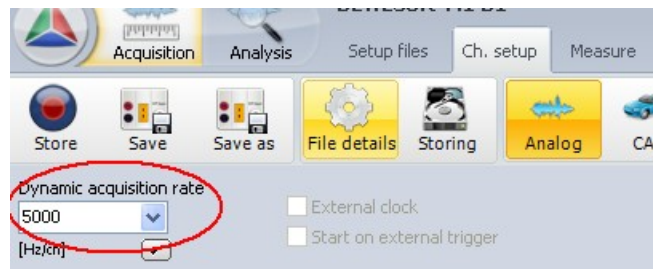 Acquisition Analysis Setup files Ch. setup Measure
Store Save Save as File details Storing Analog
Dynamic acquisition rate
5000
External clock
[Hz/ch]
Start on external trigger